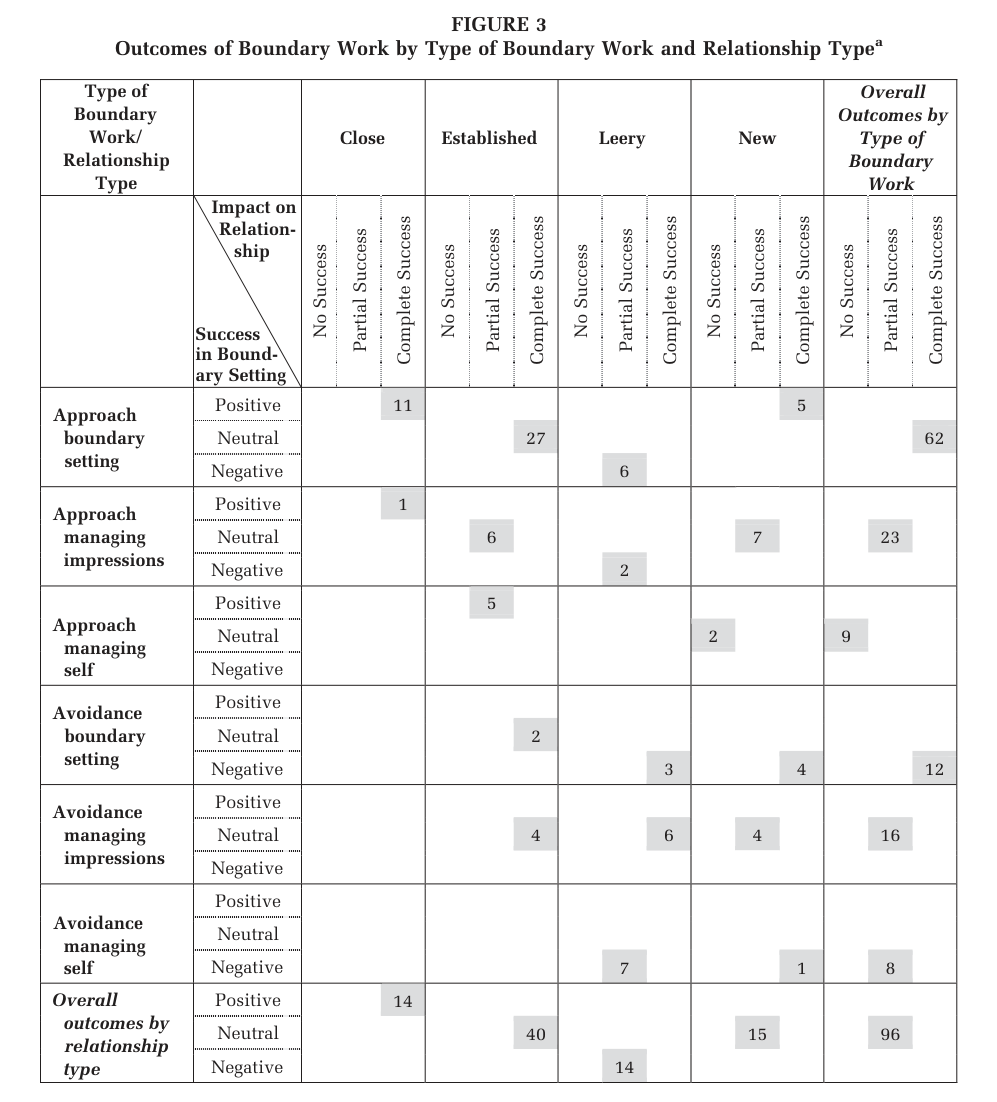 FIGURE 3
Outcomes of Boundary Work by Type of Boundary Work and Relationship Typeª
Type of
Boundary
Work/
Relationship
Type
Close
Established
Leery
New
Overall
Outcomes by
Type of
Boundary
Work
Impact on
Relation-
ship
Success
in Bound-
ary Setting
No Success
Partial Success
Complete Success
No Success
Partial Success
Complete Success
No Success
Partial Success
Complete Success
No Success
Partial Success
Complete Success
No Success
Partial Success
Complete Success
Approach
boundary
setting
Positive 11 5
Neutral 27 62
Negative 6
Approach
managing
impressions
Positive 1
Neutral 6 7 23
Negative 2
Approach
managing
self
Positive 5
Neutral 2 9
Negative
Avoidance
boundary
setting
Positive
Neutral 2
Negative 3 4 12
Avoidance
managing
impressions
Positive
Neutral 4 6 4 16
Negative
Avoidance
managing
self
Positive
Neutral
Negative 7 1 8
Overall
outcomes by
relationship
type
Positive 14
Neutral 40 15 96
Negative 14